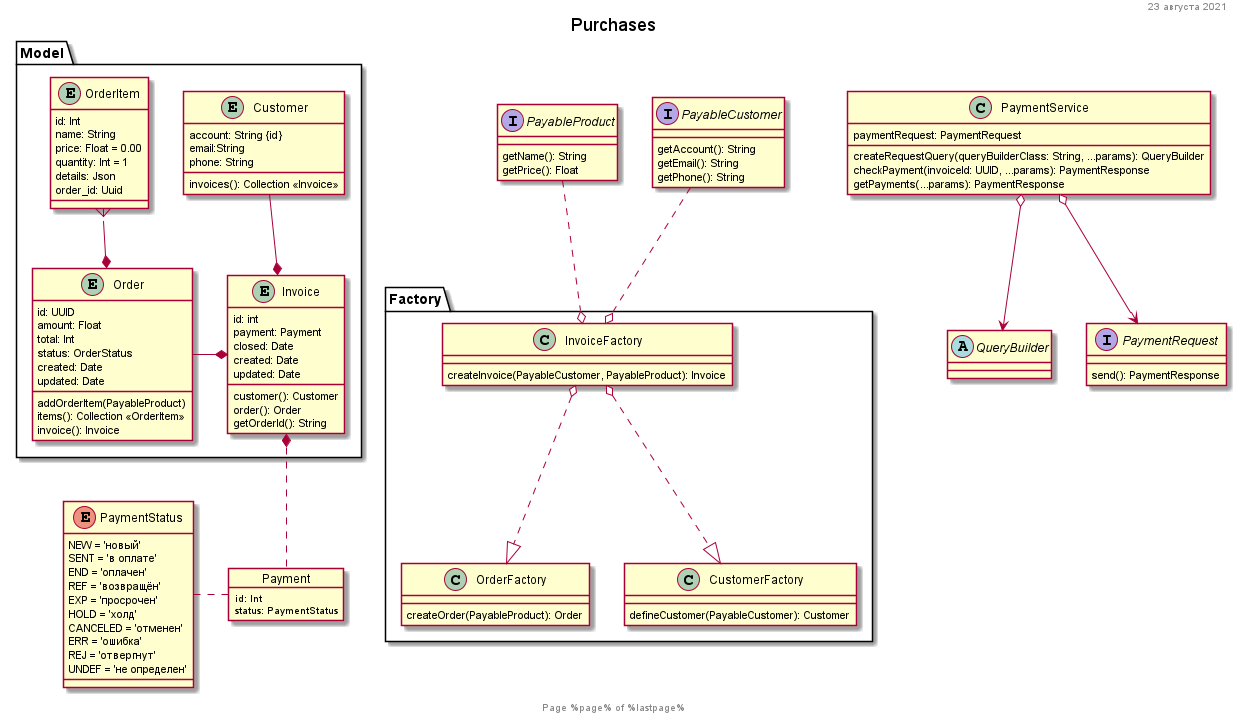 23 августа 2021
Purchases
Model
E OrderItem
id: Int
name: String
price: Float = 0.00
quantity: Int = 1
details: Json
order_id: Uuid
E Customer
account: String {id}
email:String
phone: String
invoices(): Collection «Invoice»
E Order
id: UUID
amount: Float
total: Int
status: OrderStatus
created: Date
updated: Date
addOrderItem(PayableProduct)
items(): Collection «OrderItem»
invoice(): Invoice
E Invoice
id: int
payment: Payment
closed: Date
created: Date
updated: Date
customer(): Customer
order(): Order
getOrderId(): String
E PaymentStatus
NEW = 'новый'
SENT = 'в оплате'
END = 'оплачен'
REF = 'возвращён'
EXP = 'просрочен'
HOLD = 'холд'
CANCELED = 'отменен'
ERR = 'ошибка'
REJ = 'отвергнут'
UNDEF = 'не определен'
Payment
id: Int
status: PaymentStatus
I PayableProduct
getName(): String
getPrice(): Float
I PayableCustomer
getAccount(): String
getEmail(): String
getPhone(): String
Factory
C InvoiceFactory
createInvoice(PayableCustomer, PayableProduct): Invoice
C OrderFactory
createOrder(PayableProduct): Order
C CustomerFactory
defineCustomer(PayableCustomer): Customer
C PaymentService
paymentRequest: PaymentRequest
createRequestQuery(queryBuilderClass: String, ...params): QueryBuilder
checkPayment(invoiceId: UUID, ...params): PaymentResponse
getPayments(...params): PaymentResponse
A QueryBuilder
I PaymentRequest
send(): PaymentResponse
Page %page% of %lastpage%